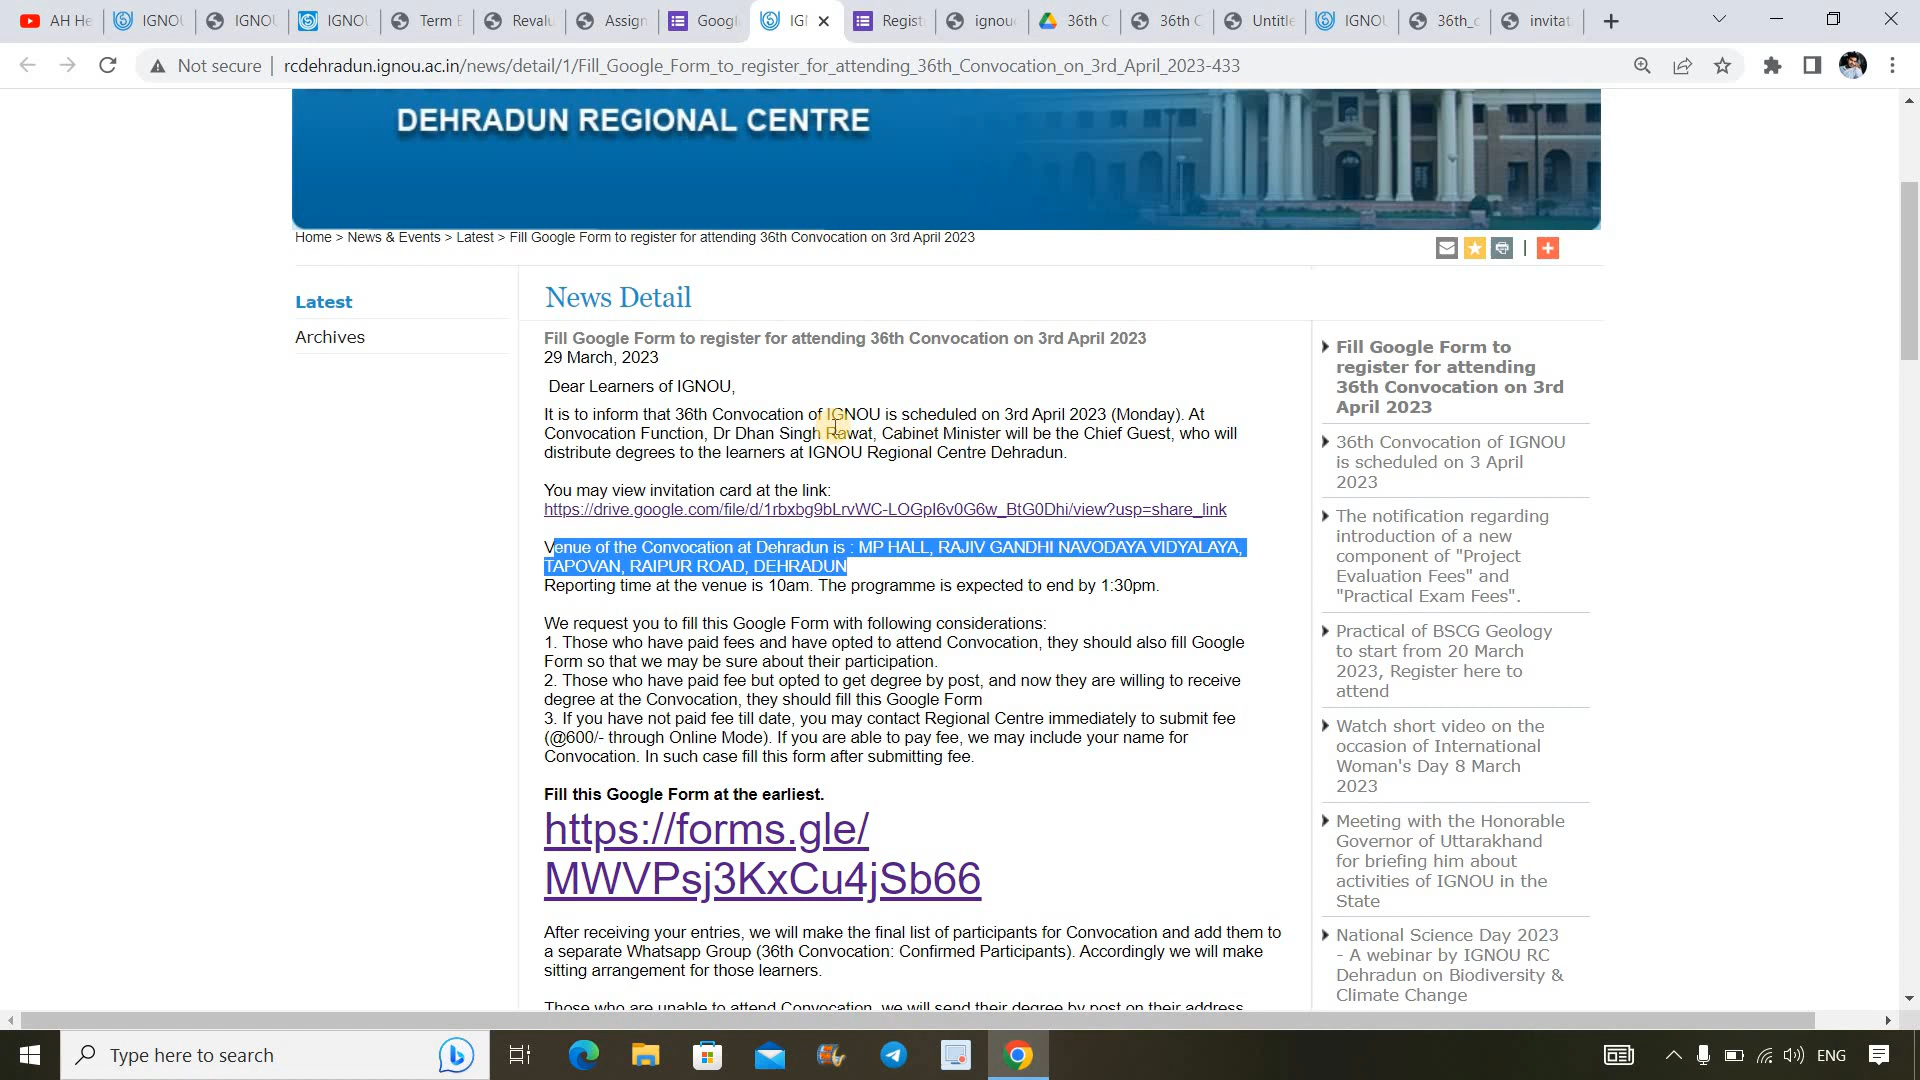 AH He
IGNOU
IGNOU
IGNOU
Term E
Revalu
Assign
Google
IGI
Registr
ignou
36th C
36th C
Untitle
IGNOU
36th_c
invitat
Not secure
rcdehradun.ignou.ac.in/news/detail/1/Fill_Google_Form_to_register_for_attending_36th_Convocation_on_3rd_April_2023-433
DEHRADUN REGIONAL CENTRE
Home > News & Events > Latest > Fill Google Form to register for attending 36th Convocation on 3rd April 2023
Latest
Archives
News Detail
Fill Google Form to register for attending 36th Convocation on 3rd April 2023
29 March, 2023
Dear Learners of IGNOU,
It is to inform that 36th Convocation of IGNOU is scheduled on 3rd April 2023 (Monday). At
Convocation Function, Dr Dhan Singh Rawat, Cabinet Minister will be the Chief Guest, who will
distribute degrees to the learners at IGNOU Regional Centre Dehradun.
You may view invitation card at the link:
https://drive.google.com/file/d/1rbxbg9bLrvWC-LOGpI6v0G6w_BtG0Dhi/view?usp=share_link
Venue of the Convocation at Dehradun is : MP HALL, RAJIV GANDHI NAVODAYA VIDYALAYA,
TAPOVAN, RAIPUR ROAD, DEHRADUN
Reporting time at the venue is 10am. The programme is expected to end by 1:30pm.
We request you to fill this Google Form with following considerations:
1. Those who have paid fees and have opted to attend Convocation, they should also fill Google
Form so that we may be sure about their participation.
2. Those who have paid fee but opted to get degree by post, and now they are willing to receive
degree at the Convocation, they should fill this Google Form
3. If you have not paid fee till date, you may contact Regional Centre immediately to submit fee
(@600/- through Online Mode). If you are able to pay fee, we may include your name for
Convocation. In such case fill this form after submitting fee.
Fill this Google Form at the earliest.
https://forms.gle/
MWVPsj3KxCu4jSb66
After receiving your entries, we will make the final list of participants for Convocation and add them to
a separate Whatsapp Group (36th Convocation: Confirmed Participants). Accordingly we will make
sitting arrangement for those learners.
Those who are unable to attend Convocation, we will send their degree by post on their address
Fill Google Form to
register for attending
36th Convocation on 3rd
April 2023
36th Convocation of IGNOU
is scheduled on 3 April
2023
The notification regarding
introduction of a new
component of "Project
Evaluation Fees" and
"Practical Exam Fees".
Practical of BSCG Geology
to start from 20 March
2023, Register here to
attend
Watch short video on the
occasion of International
Woman's Day 8 March
2023
Meeting with the Honorable
Governor of Uttarakhand
for briefing him about
activities of IGNOU in the
State
National Science Day 2023
- A webinar by IGNOU RC
Dehradun on Biodiversity &
Climate Change
Type here to search
ENG